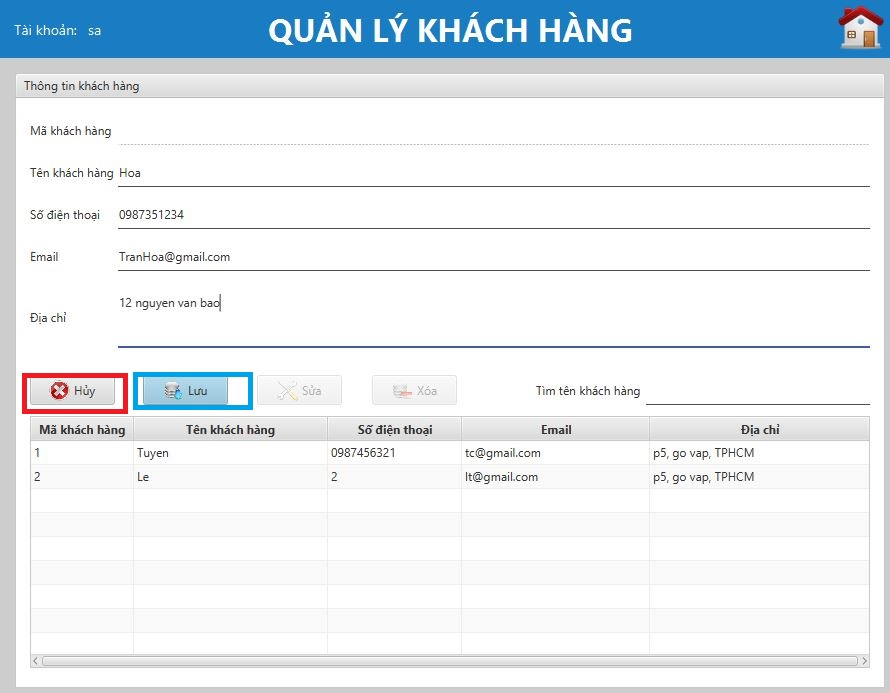 Tài khoản: sa
QUẢN LÝ KHÁCH HÀNG
Thông tin khách hàng
Mã khách hàng
Tên khách hàng Hoa
Số điện thoại 0987351234
Email TranHoa@gmail.com
Địa chỉ 12 nguyen van bao
Hủy Lưu Sửa Xóa Tìm tên khách hàng
Mã khách hàng Tên khách hàng Số điện thoại Email Địa chỉ
1 Tuyen 0987456321 tc@gmail.com p5, go vap, TPHCM
2 Le 2 lt@gmail.com p5, go vap, TPHCM